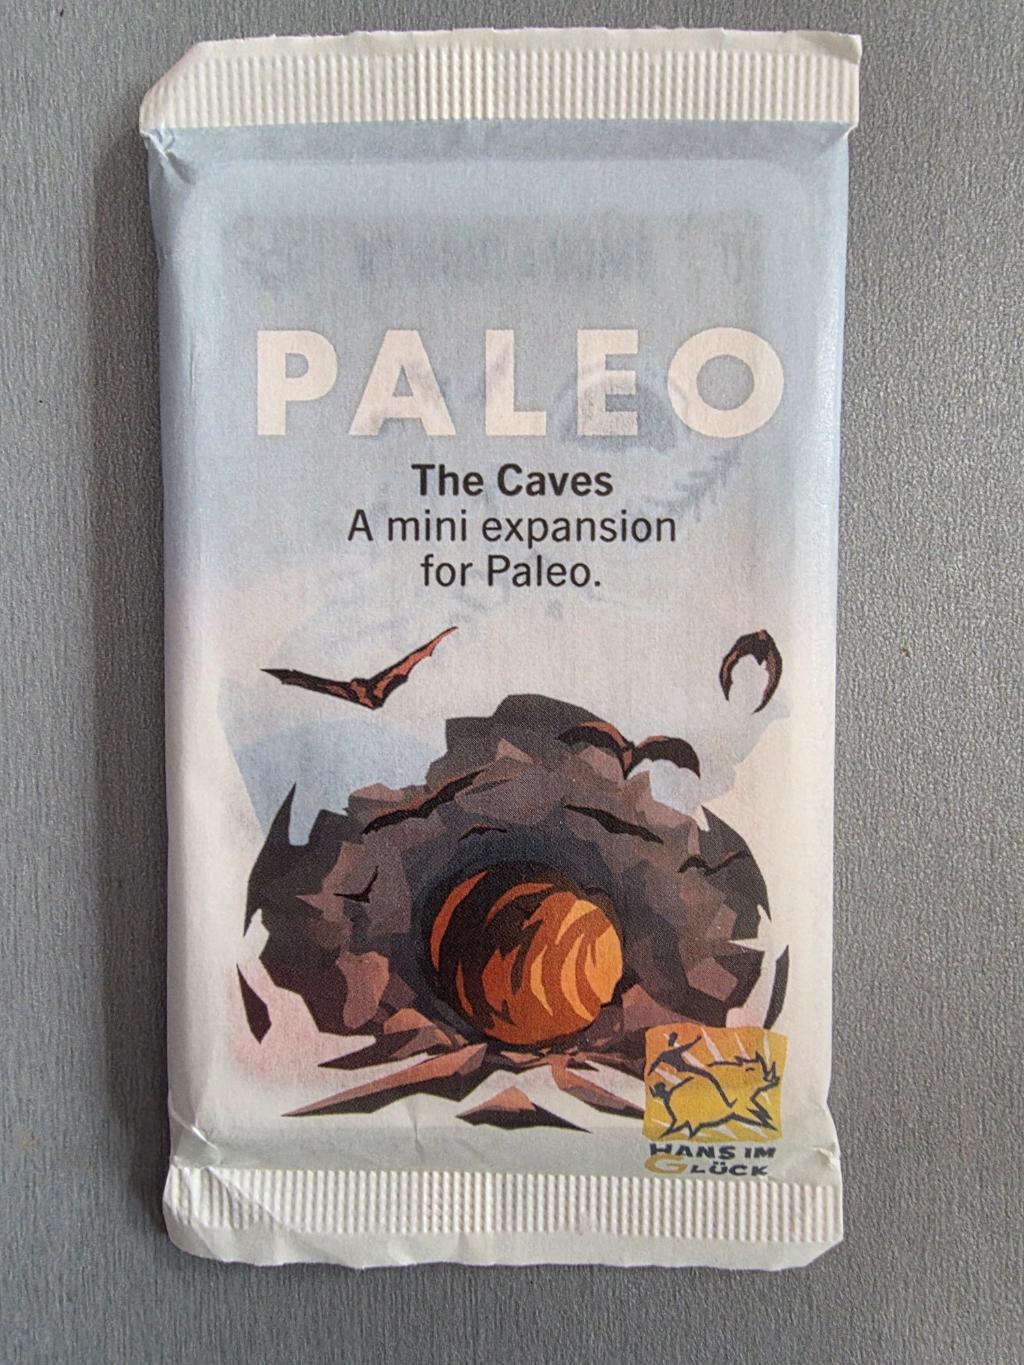 PALEO
The Caves
A mini expansion
for Paleo.
HANS IM
GLÜCK